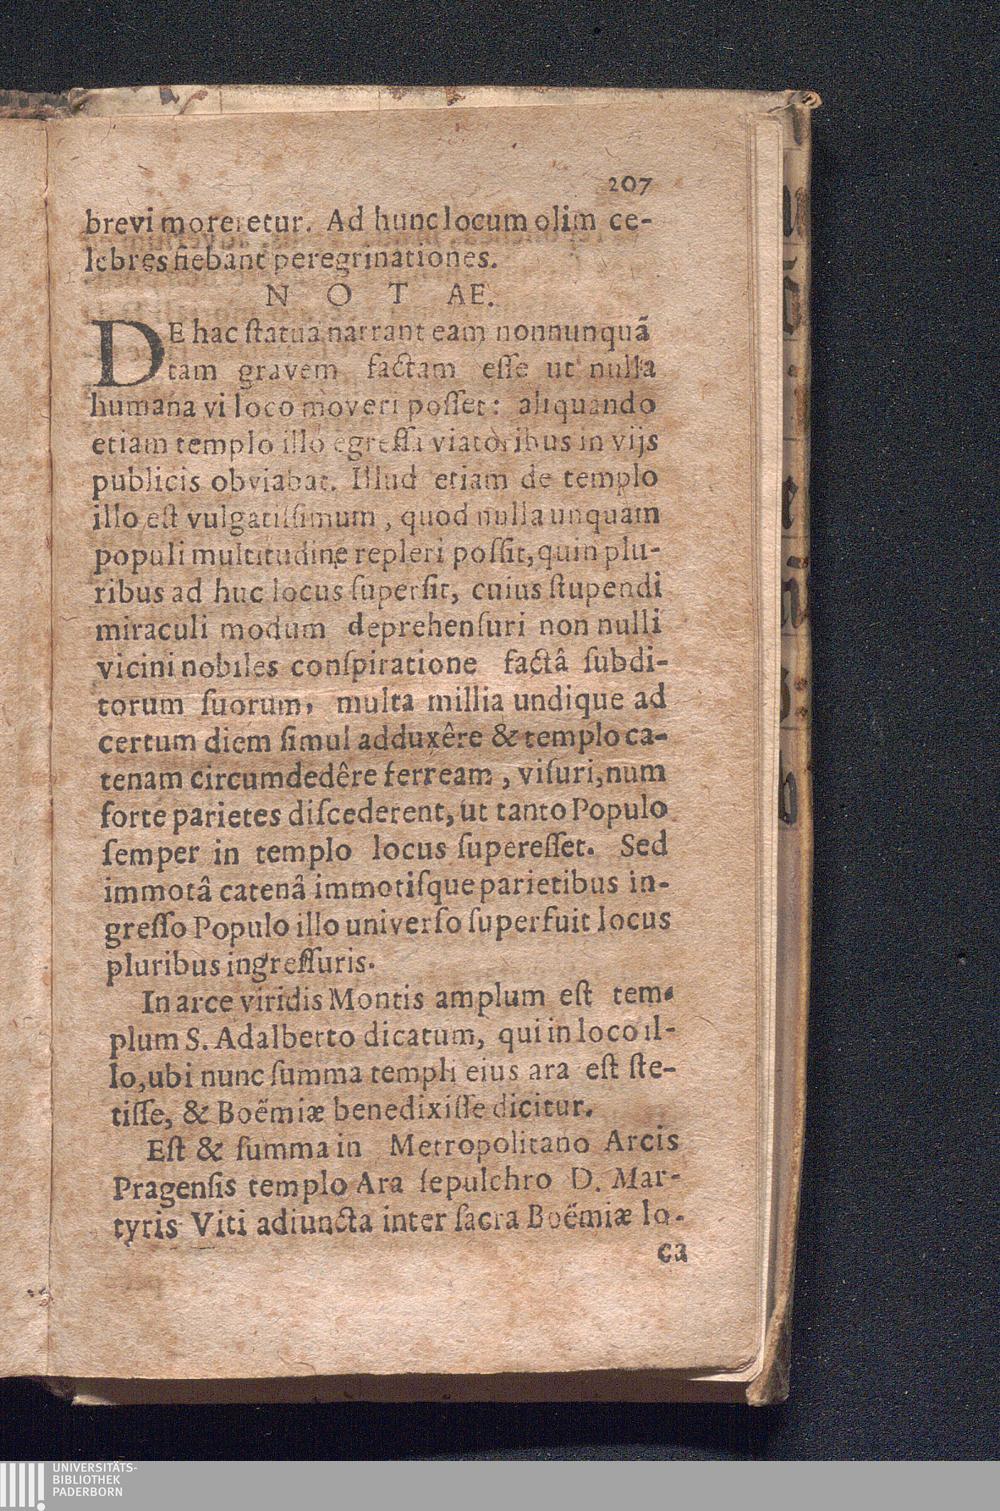 207
brevi moreretur. Ad hunc locum olim ce-
lebres fiebant peregrinationes.
N O T AE.
DE hac ſtatua narrant eam nonnunquã
tam gravem factam eſſe ut nulla
humana vi loco moveri poſſet: aliquando
etiam templo illo egreſſa viatoribus in vijs
publicis obviabat. Illud etiam de templo
illo eſt vulgatiſſimum, quod nulla unquam
populi multitudine repleri poſſit, quin plu-
ribus ad huc locus ſuperſit, cuius ſtupendi
miraculi modum deprehenſuri non nulli
vicini nobiles conſpiratione factâ ſubdi-
torum ſuorum, multa millia undique ad
certum diem ſimul adduxêre & templo ca-
tenam circumdedêre ferream, viſuri, num
forte parietes diſcederent, ut tanto Populo
ſemper in templo locus ſupereſſet. Sed
immotâ catenâ immotiſque parietibus in-
greſſo Populo illo univerſo ſuperfuit locus
pluribus ingreſſuris.
In arce viridis Montis amplum eſt tem-
plum S. Adalberto dicatum, qui in loco il-
lo, ubi nunc ſumma templi eius ara eſt ſte-
tiſſe, & Boëmiæ benedixiſſe dicitur.
Eſt & ſumma in Metropolitano Arcis
Pragenſis templo Ara ſepulchro D. Mar-
tyris Viti adiuncta inter ſacra Boëmiæ lo-
ca
UNIVERSITÄTS-
BIBLIOTHEK
PADERBORN